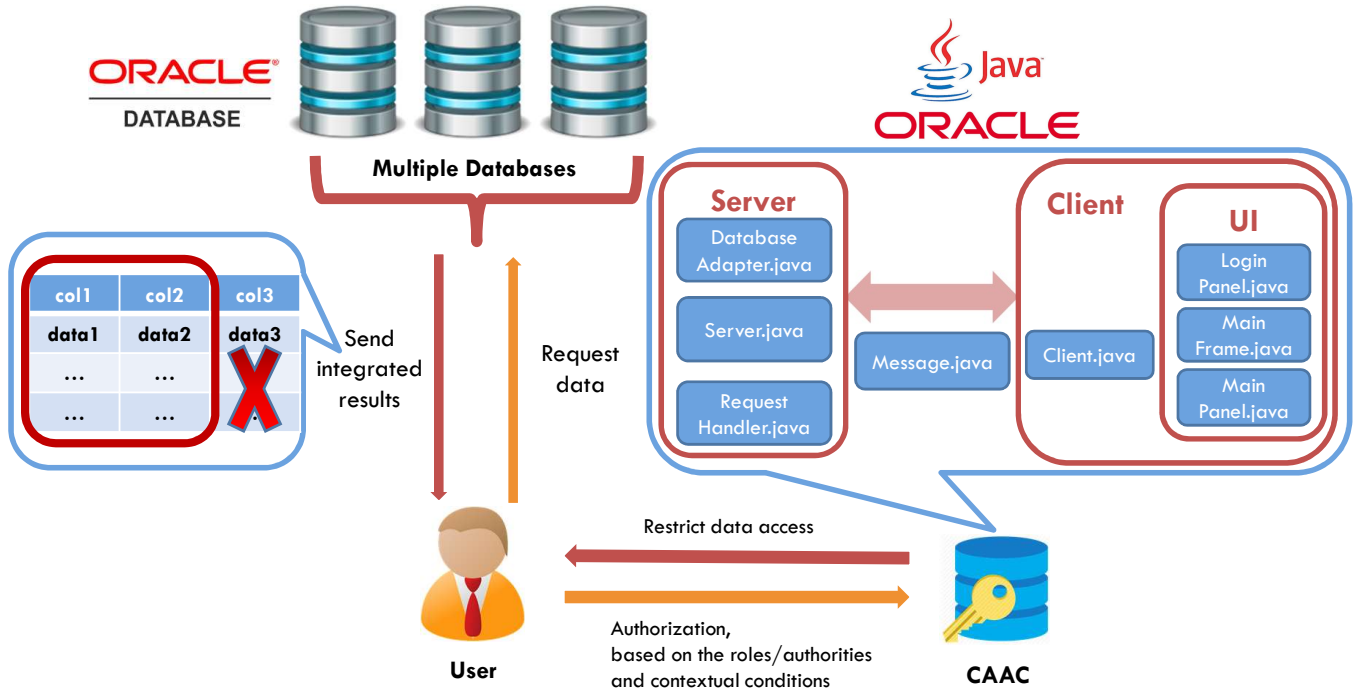 ORACLE®
DATABASE
Multiple Databases
Java™
ORACLE
Server
Database
Adapter.java
Server.java
Request
Handler.java
Message.java
Client
Client.java
UI
Login
Panel.java
Main
Frame.java
Main
Panel.java
col1 col2 col3
data1 data2 data3
... ...
... ... .
Send
integrated
results
Request
data
Restrict data access
Authorization,
based on the roles/authorities
and contextual conditions
User
CAAC